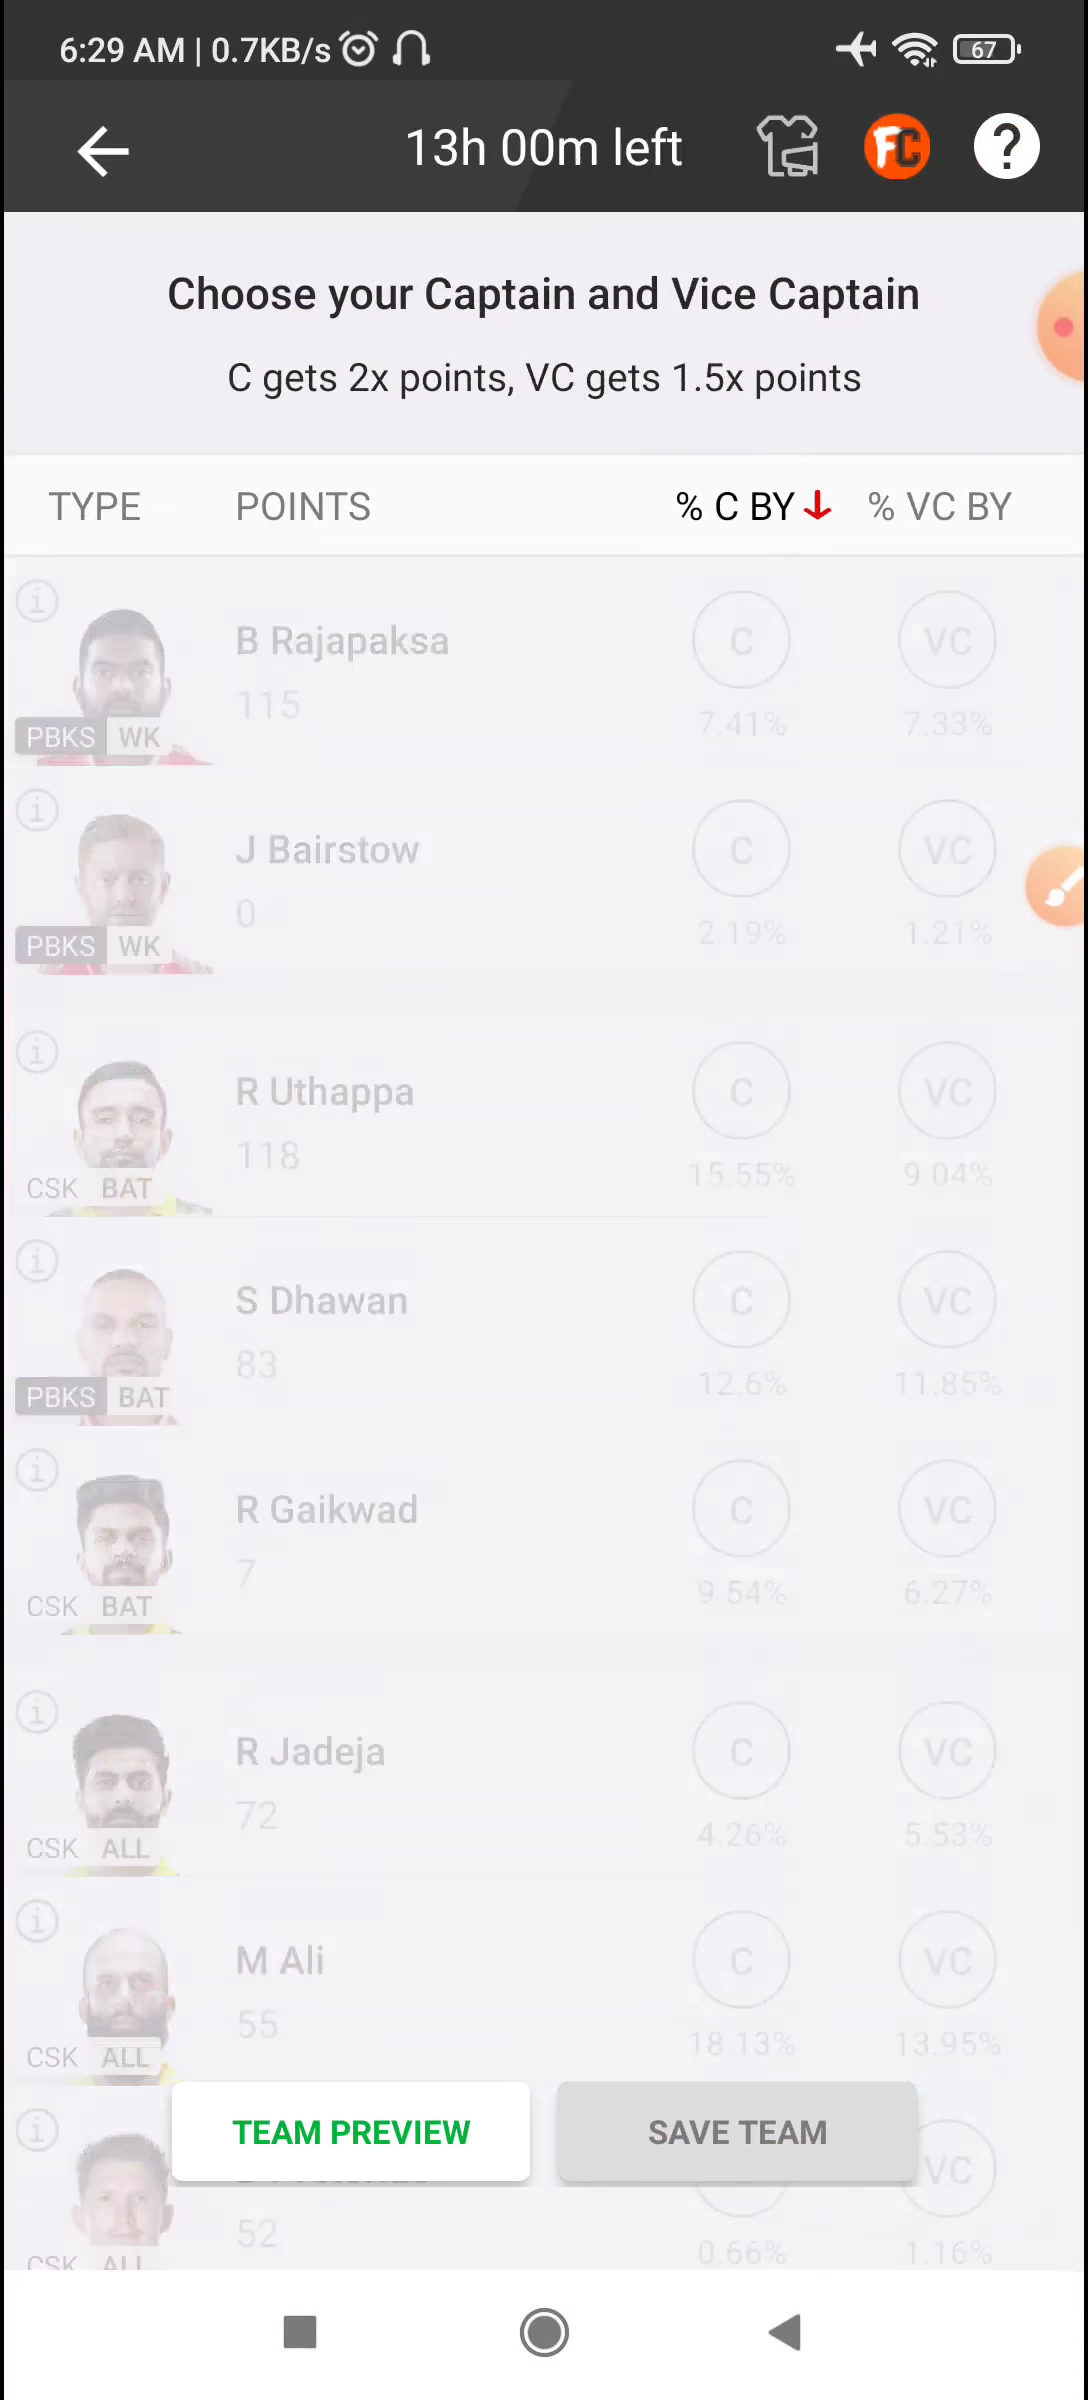 6:29 AM | 0.7KB/s
67
13h 00m left
FC
?
Choose your Captain and Vice Captain
C gets 2x points, VC gets 1.5x points
TYPE POINTS % C BY % VC BY
B Rajapaksa C VC
115
7.41% 7.33%
PBKS WK
J Bairstow C VC
0
2.19% 1.21%
PBKS WK
R Uthappa C VC
118
15.55% 9.04%
CSK BAT
S Dhawan C VC
83
12.6% 11.85%
PBKS BAT
R Gaikwad C VC
7
9.54% 6.27%
CSK BAT
R Jadeja C VC
72
4.26% 5.53%
CSK ALL
M Ali C VC
55
18.13% 13.95%
CSK ALL
TEAM PREVIEW SAVE TEAM
VC
52
0.66% 1.16%
CSK ALL